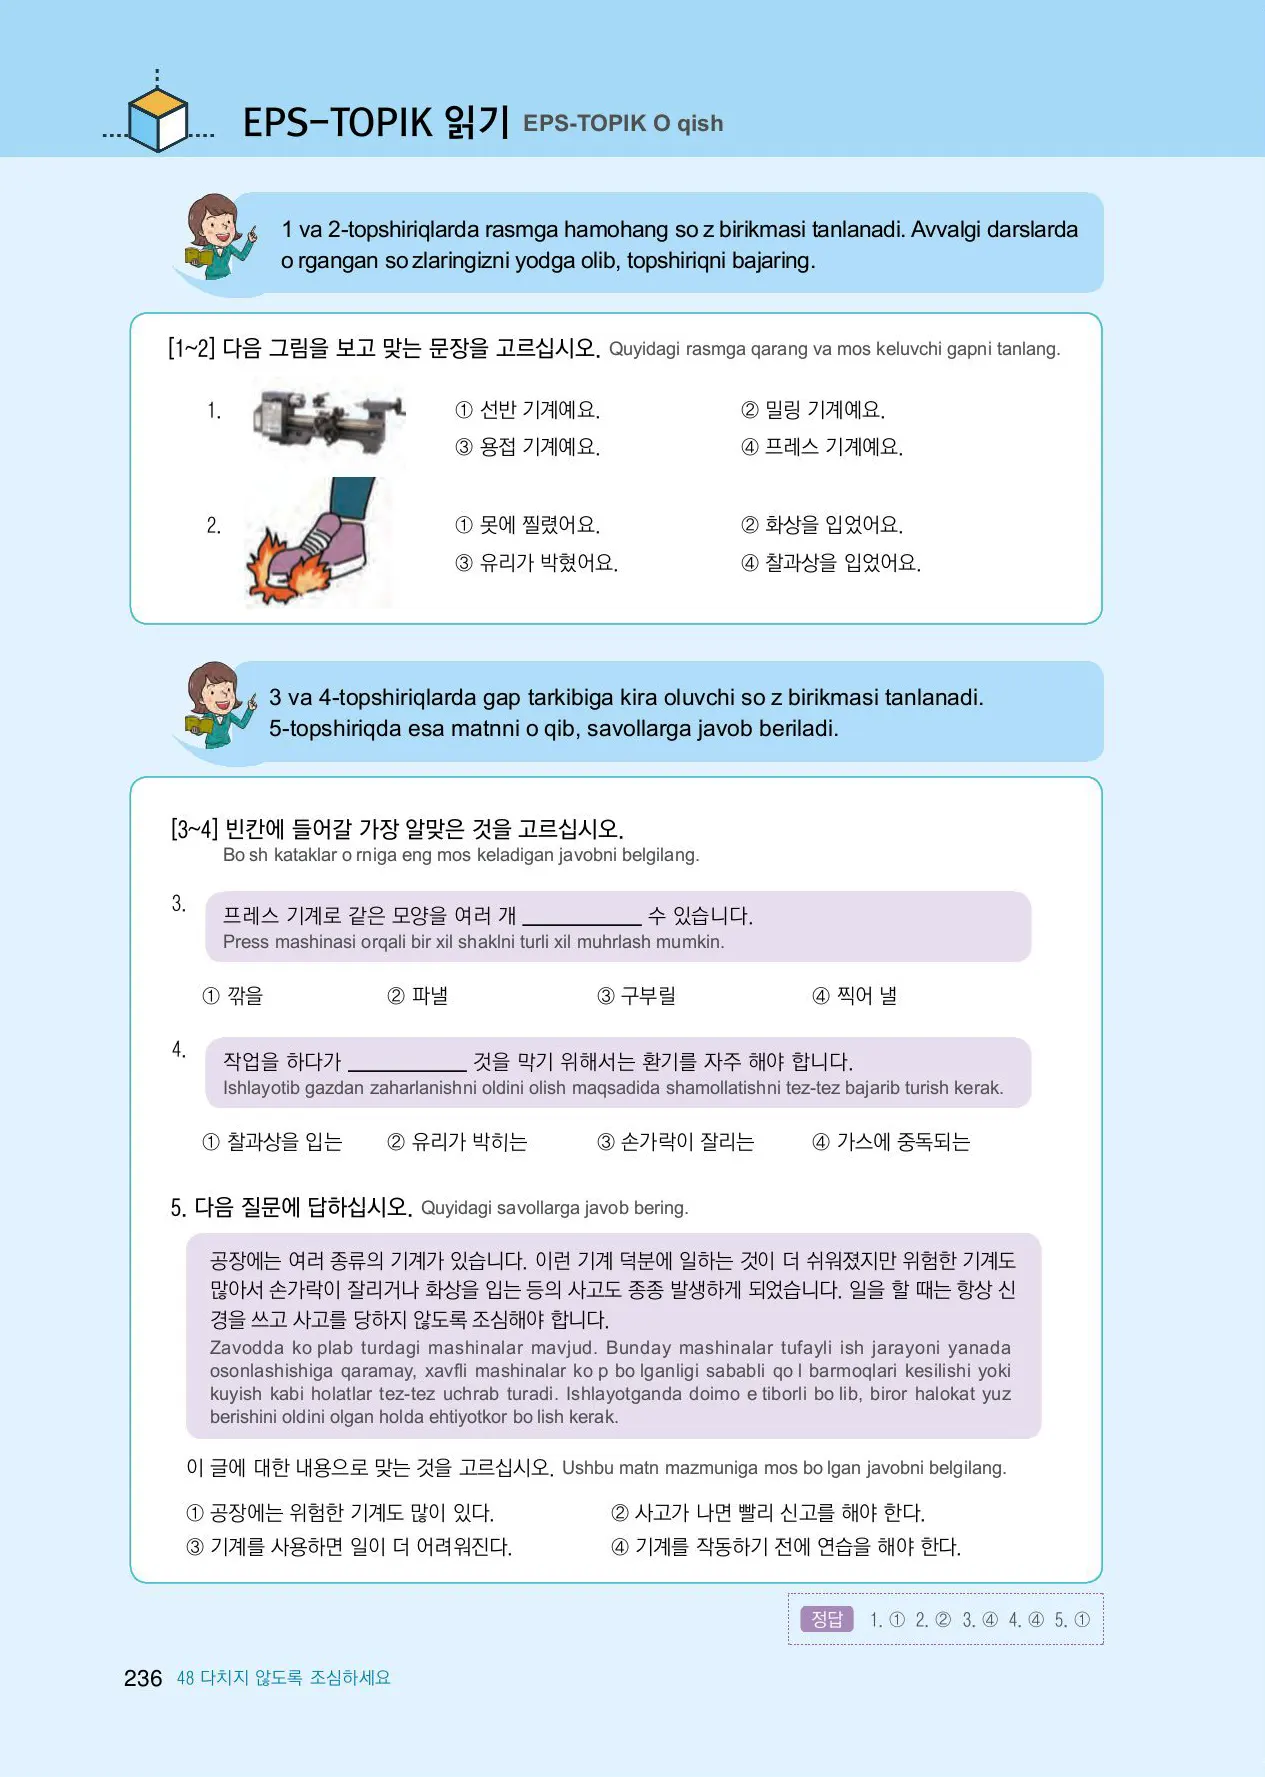 EPS-TOPIK 읽기 EPS-TOPIK O qish
1 va 2-topshiriqlarda rasmga hamohang so z birikmasi tanlanadi. Avvalgi darslarda
o rgangan so zlaringizni yodga olib, topshiriqni bajaring.
[1~2] 다음 그림을 보고 맞는 문장을 고르십시오. Quyidagi rasmga qarang va mos keluvchi gapni tanlang.
1. ① 선반 기계예요. ② 밀링 기계예요.
③ 용접 기계예요. ④ 프레스 기계예요.
2. ① 못에 찔렸어요. ② 화상을 입었어요.
③ 유리가 박혔어요. ④ 찰과상을 입었어요.
3 va 4-topshiriqlarda gap tarkibiga kira oluvchi so z birikmasi tanlanadi.
5-topshiriqda esa matnni o qib, savollarga javob beriladi.
[3~4] 빈칸에 들어갈 가장 알맞은 것을 고르십시오.
Bo sh kataklar o rniga eng mos keladigan javobni belgilang.
3. 프레스 기계로 같은 모양을 여러 개 ____________ 수 있습니다.
Press mashinasi orqali bir xil shaklni turli xil muhrlash mumkin.
① 깎을 ② 파낼 ③ 구부릴 ④ 찍어 낼
4. 작업을 하다가 ____________ 것을 막기 위해서는 환기를 자주 해야 합니다.
Ishlayotib gazdan zaharlanishni oldini olish maqsadida shamollatishni tez-tez bajarib turish kerak.
① 찰과상을 입는 ② 유리가 박히는 ③ 손가락이 잘리는 ④ 가스에 중독되는
5. 다음 질문에 답하십시오. Quyidagi savollarga javob bering.
공장에는 여러 종류의 기계가 있습니다. 이런 기계 덕분에 일하는 것이 더 쉬워졌지만 위험한 기계도
많아서 손가락이 잘리거나 화상을 입는 등의 사고도 종종 발생하게 되었습니다. 일을 할 때는 항상 신
경을 쓰고 사고를 당하지 않도록 조심해야 합니다.
Zavodda ko plab turdagi mashinalar mavjud. Bunday mashinalar tufayli ish jarayoni yanada
osonlashishiga qaramay, xavfli mashinalar ko p bo lganligi sababli qo l barmoqlari kesilishi yoki
kuyish kabi holatlar tez-tez uchrab turadi. Ishlayotganda doimo e tiborli bo lib, biror halokat yuz
berishini oldini olgan holda ehtiyotkor bo lish kerak.
이 글에 대한 내용으로 맞는 것을 고르십시오. Ushbu matn mazmuniga mos bo lgan javobni belgilang.
① 공장에는 위험한 기계도 많이 있다. ② 사고가 나면 빨리 신고를 해야 한다.
③ 기계를 사용하면 일이 더 어려워진다. ④ 기계를 작동하기 전에 연습을 해야 한다.
정답 1. ① 2. ② 3. ④ 4. ④ 5. ①
236 48 다치지 않도록 조심하세요